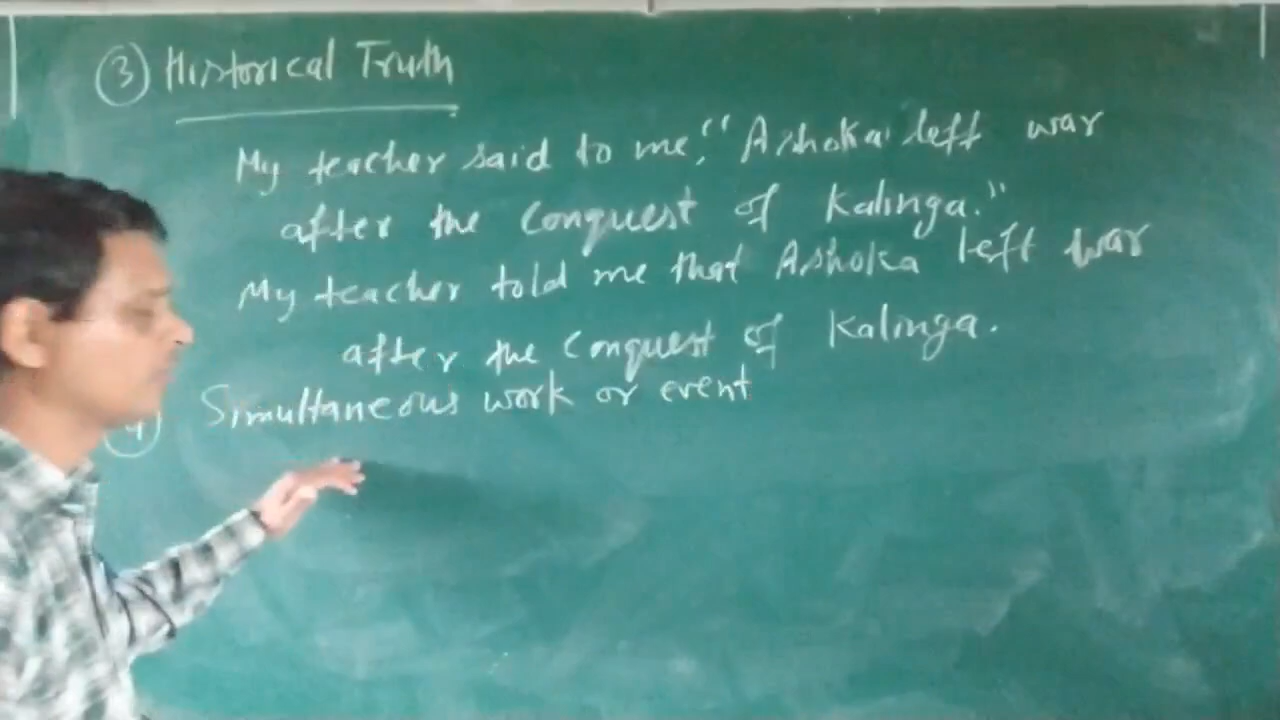 ③ Historical Truth
My teacher said to me, "Ashoka left war
after the Conquest of Kalinga."
My teacher told me that Ashoka left war
after the Conquest of Kalinga.
④ Simultaneous work or event